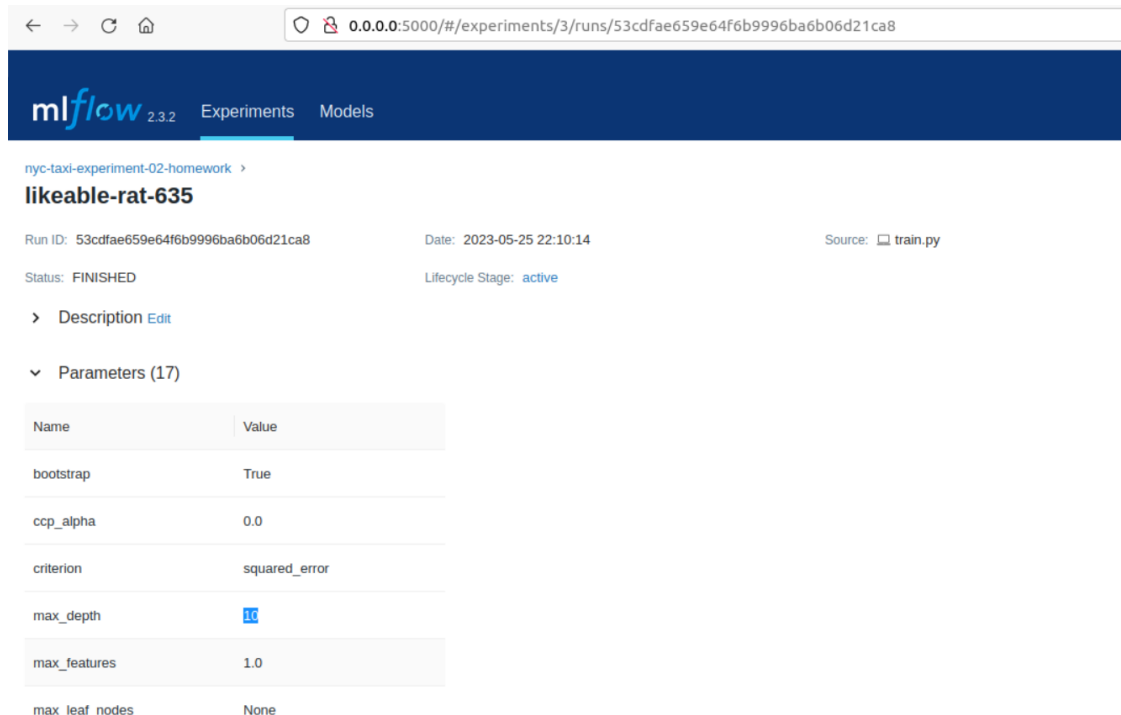 0.0.0.0:5000/#/experiments/3/runs/53cdfae659e64f6b9996ba6b06d21ca8
mlflow 2.3.2 Experiments Models
nyc-taxi-experiment-02-homework >
likeable-rat-635
Run ID: 53cdfae659e64f6b9996ba6b06d21ca8 Date: 2023-05-25 22:10:14 Source: train.py
Status: FINISHED Lifecycle Stage: active
Description Edit
Parameters (17)
Name Value
bootstrap True
ccp_alpha 0.0
criterion squared_error
max_depth 10
max_features 1.0
max_leaf_nodes None